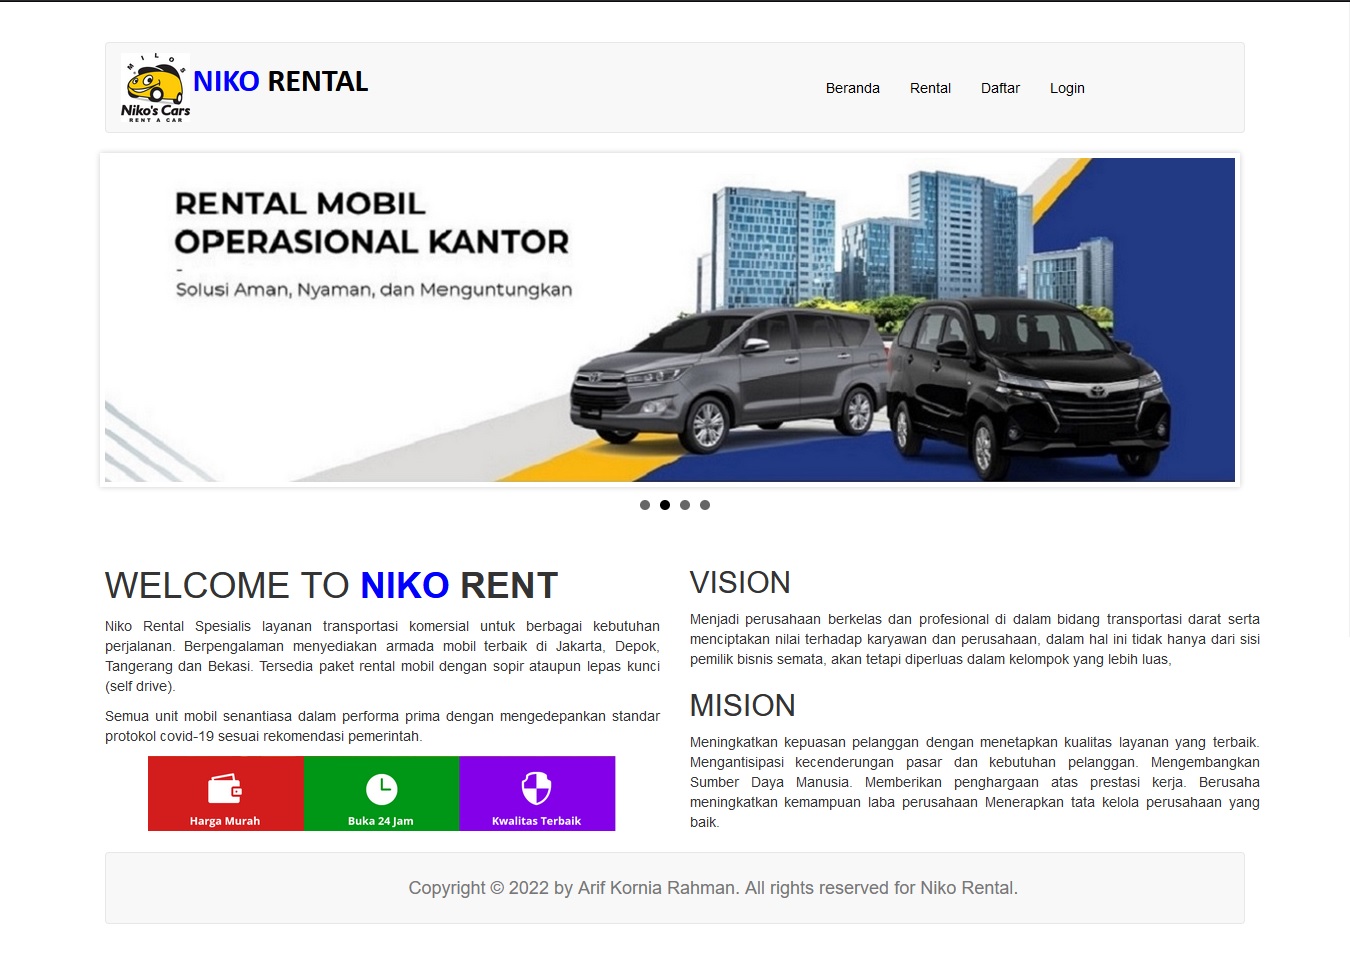 MILOS
Niko's Cars
RENT A CAR
NIKO RENTAL
Beranda Rental Daftar Login
RENTAL MOBIL
OPERASIONAL KANTOR
-
Solusi Aman, Nyaman, dan Menguntungkan
H
WELCOME TO NIKO RENT
Niko Rental Spesialis layanan transportasi komersial untuk berbagai kebutuhan
perjalanan. Berpengalaman menyediakan armada mobil terbaik di Jakarta, Depok,
Tangerang dan Bekasi. Tersedia paket rental mobil dengan sopir ataupun lepas kunci
(self drive).
Semua unit mobil senantiasa dalam performa prima dengan mengedepankan standar
protokol covid-19 sesuai rekomendasi pemerintah.
Harga Murah
Buka 24 Jam
Kwalitas Terbaik
VISION
Menjadi perusahaan berkelas dan profesional di dalam bidang transportasi darat serta
menciptakan nilai terhadap karyawan dan perusahaan, dalam hal ini tidak hanya dari sisi
pemilik bisnis semata, akan tetapi diperluas dalam kelompok yang lebih luas,
MISION
Meningkatkan kepuasan pelanggan dengan menetapkan kualitas layanan yang terbaik.
Mengantisipasi kecenderungan pasar dan kebutuhan pelanggan. Mengembangkan
Sumber Daya Manusia. Memberikan penghargaan atas prestasi kerja. Berusaha
meningkatkan kemampuan laba perusahaan Menerapkan tata kelola perusahaan yang
baik.
Copyright © 2022 by Arif Kornia Rahman. All rights reserved for Niko Rental.